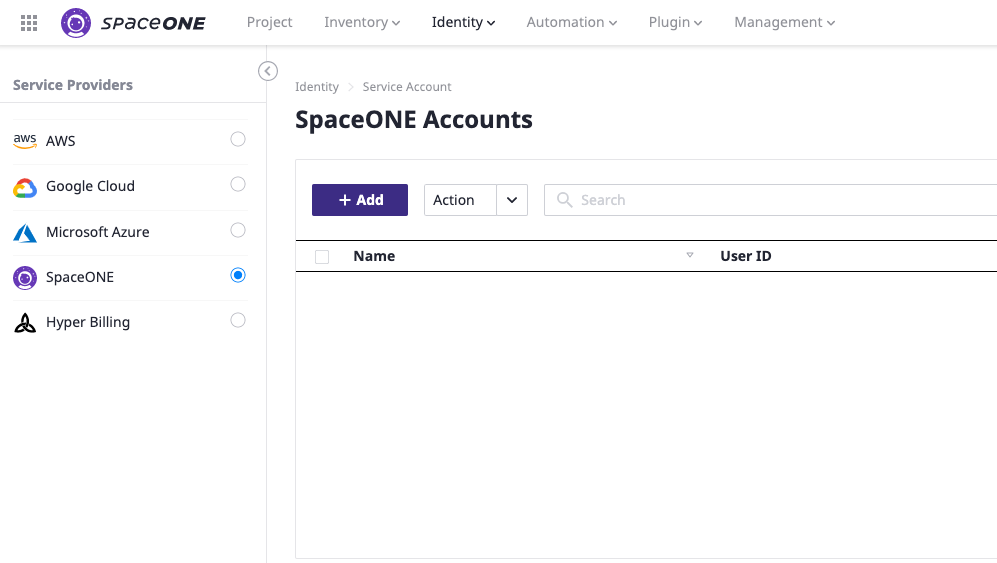 spaceONE Project Inventory Identity Automation Plugin Management
Service Providers
aws AWS
Google Cloud
Microsoft Azure
SpaceONE
Hyper Billing
Identity Service Account
SpaceONE Accounts
+ Add Action Search
Name User ID